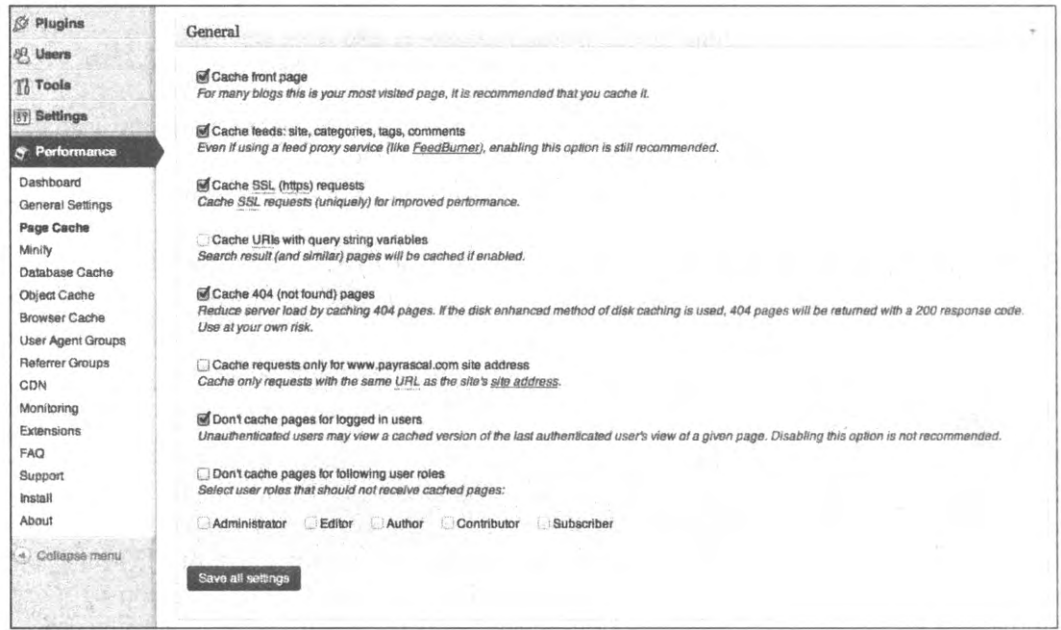 Plugins
Users
Tools
Settings
Performance
Dashboard
General Settings
Page Cache
Minify
Database Cache
Object Cache
Browser Cache
User Agent Groups
Referrer Groups
CDN
Monitoring
Extensions
FAQ
Support
Install
About
Collapse menu
General
Cache front page
For many blogs this is your most visited page, it is recommended that you cache it.
Cache feeds: site, categories, tags, comments
Even if using a feed proxy service (like FeedBurner), enabling this option is still recommended.
Cache SSL (https) requests
Cache SSL requests (uniquely) for improved performance.
Cache URIs with query string variables
Search result (and similar) pages will be cached if enabled.
Cache 404 (not found) pages
Reduce server load by caching 404 pages. If the disk enhanced method of disk caching is used, 404 pages will be returned with a 200 response code.
Use at your own risk.
Cache requests only for www.payrascal.com site address
Cache only requests with the same URL as the site's site address.
Don't cache pages for logged in users
Unauthenticated users may view a cached version of the last authenticated user's view of a given page. Disabling this option is not recommended.
Don't cache pages for following user roles
Select user roles that should not receive cached pages:
Administrator Editor Author Contributor Subscriber
Save all settings